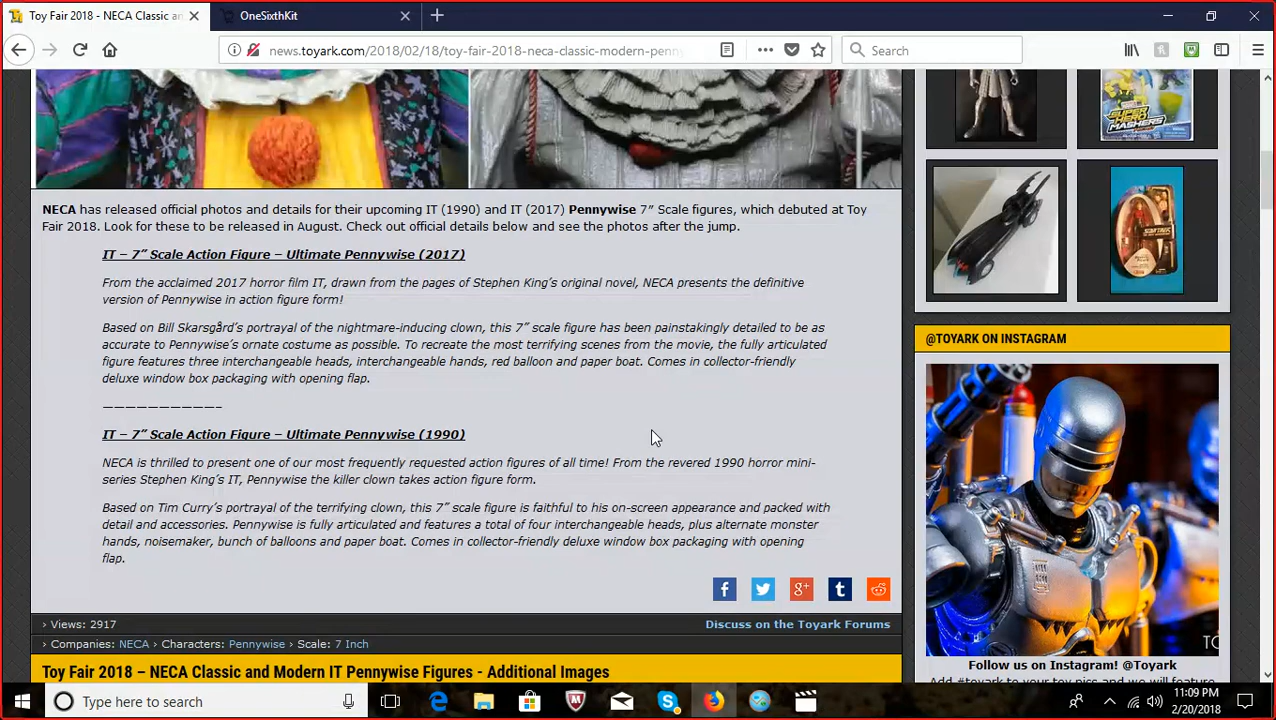 Toy Fair 2018 - NECA Classic an
OneSixthKit
news.toyark.com/2018/02/18/toy-fair-2018-neca-classic-modern-penny
Search
SUPER HERO MASHERS
NECA has released official photos and details for their upcoming IT (1990) and IT (2017) Pennywise 7″ Scale figures, which debuted at Toy
Fair 2018. Look for these to be released in August. Check out official details below and see the photos after the jump.
IT – 7″ Scale Action Figure – Ultimate Pennywise (2017)
From the acclaimed 2017 horror film IT, drawn from the pages of Stephen King's original novel, NECA presents the definitive
version of Pennywise in action figure form!
Based on Bill Skarsgård's portrayal of the nightmare-inducing clown, this 7″ scale figure has been painstakingly detailed to be as
accurate to Pennywise's ornate costume as possible. To recreate the most terrifying scenes from the movie, the fully articulated
figure features three interchangeable heads, interchangeable hands, red balloon and paper boat. Comes in collector-friendly
deluxe window box packaging with opening flap.
——————————–
IT – 7″ Scale Action Figure – Ultimate Pennywise (1990)
NECA is thrilled to present one of our most frequently requested action figures of all time! From the revered 1990 horror mini-
series Stephen King's IT, Pennywise the killer clown takes action figure form.
Based on Tim Curry's portrayal of the terrifying clown, this 7″ scale figure is faithful to his on-screen appearance and packed with
detail and accessories. Pennywise is fully articulated and features a total of four interchangeable heads, plus alternate monster
hands, noisemaker, bunch of balloons and paper boat. Comes in collector-friendly deluxe window box packaging with opening
flap.
› Views: 2917
Discuss on the Toyark Forums
› Companies: NECA › Characters: Pennywise › Scale: 7 Inch
Toy Fair 2018 – NECA Classic and Modern IT Pennywise Figures - Additional Images
@TOYARK ON INSTAGRAM
Follow us on Instagram! @Toyark
Add #toyark to your toy pics and we will feature
Type here to search
11:09 PM
2/20/2018